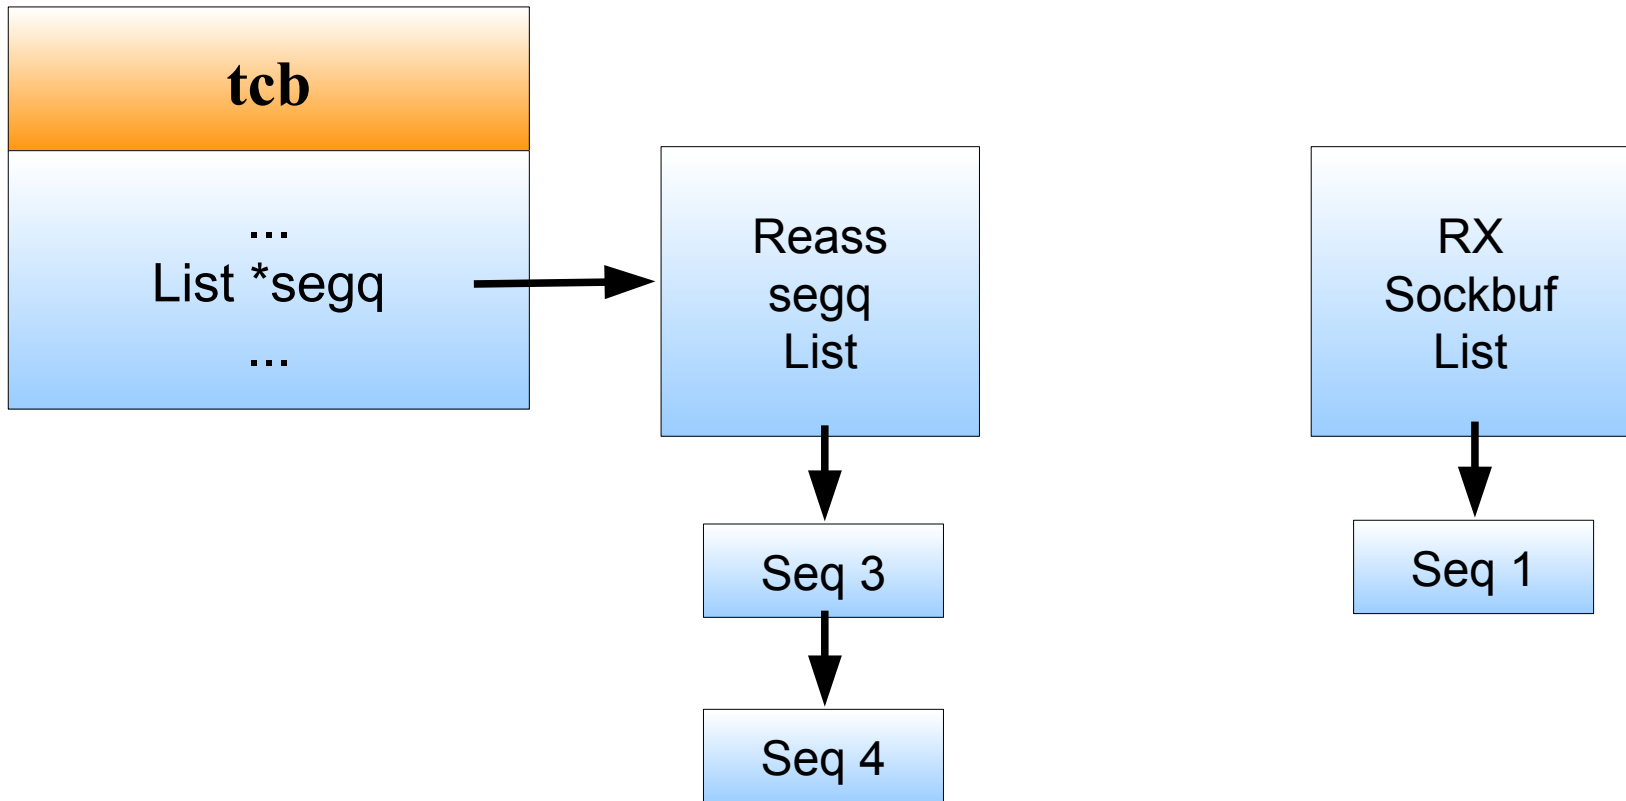 tcb
...
List *segq
...
Reass
segq
List
Seq 3
Seq 4
RX
Sockbuf
List
Seq 1